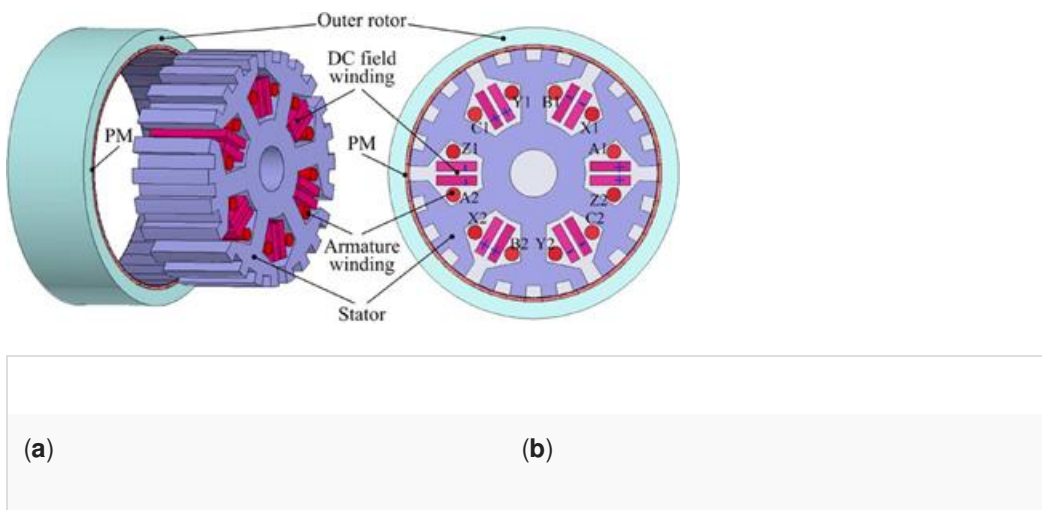 Outer rotor
DC field
winding
PM
PM
Armature
winding
Stator
Y1 B1
C1 X1
Z1 A1
A2 Z2
X2 C2
B2 Y2
(a) (b)